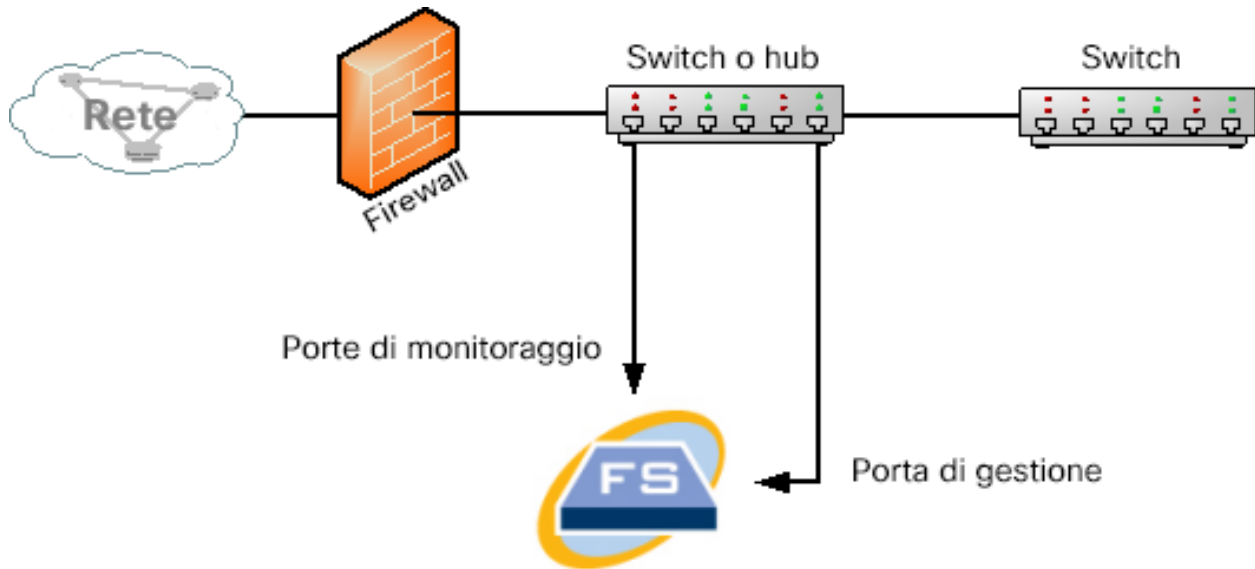 Switch o hub
Switch
Rete
Firewall
Porte di monitoraggio
FS
Porta di gestione